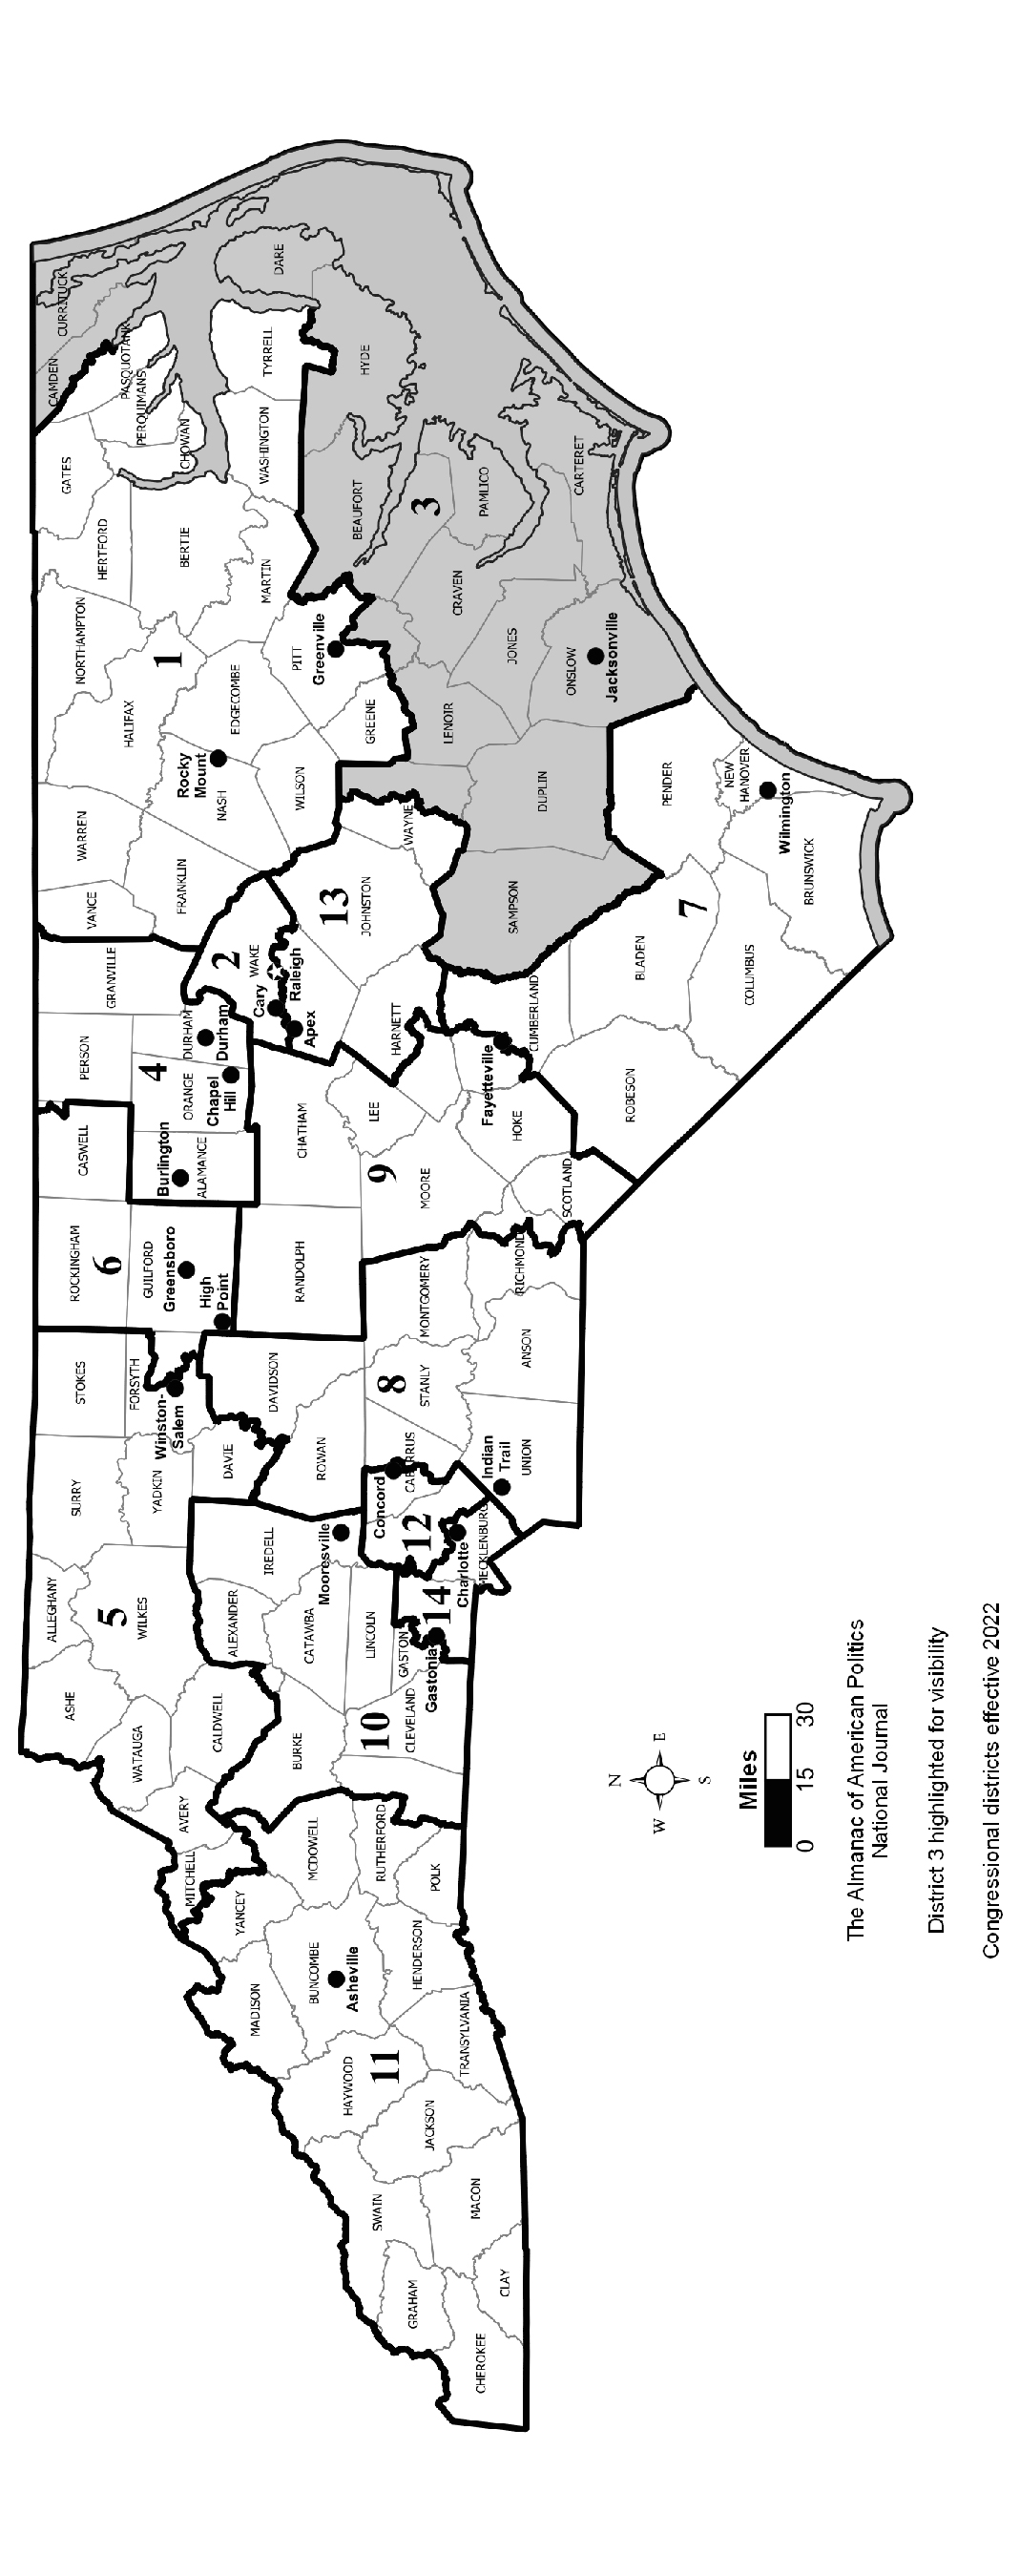 CURRITUCK
CAMDEN
PASQUOTANK
PERQUIMANS
CHOWAN
GATES
HERTFORD
NORTHAMPTON
BERTIE
DARE
TYRRELL
WASHINGTON
HYDE
MARTIN
BEAUFORT
3
PAMLICO
CARTERET
CRAVEN
JONES
ONSLOW
Jacksonville
LENOIR
DUPLIN
SAMPSON
1
HALIFAX
EDGECOMBE
PITT
Greenville
GREENE
Rocky
Mount
NASH
WILSON
WAYNE
WARREN
VANCE
FRANKLIN
13
JOHNSTON
2
WAKE
Cary
Raleigh
Apex
HARNETT
PENDER
NEW
HANOVER
Wilmington
BRUNSWICK
7
BLADEN
COLUMBUS
CUMBERLAND
ROBESON
GRANVILLE
PERSON
DURHAM
Durham
4
ORANGE
Chapel
Hill
Burlington
ALAMANCE
CASWELL
CHATHAM
LEE
9
MOORE
Fayetteville
HOKE
SCOTLAND
ROCKINGHAM
6
GUILFORD
Greensboro
High
Point
RANDOLPH
MONTGOMERY
RICHMOND
8
STANLY
ANSON
STOKES
FORSYTH
Winston-
Salem
DAVIDSON
ROWAN
CABARRUS
Concord
Indian
Trail
UNION
SURRY
YADKIN
DAVIE
IREDELL
Mooresville
12
Charlotte
MECKLENBURG
14
ALLEGHANY
5
WILKES
ALEXANDER
CATAWBA
LINCOLN
GASTON
Gastonia
ASHE
WATAUGA
CALDWELL
BURKE
10
CLEVELAND
AVERY
MITCHELL
YANCEY
MCDOWELL
RUTHERFORD
POLK
MADISON
BUNCOMBE
Asheville
HENDERSON
HAYWOOD
11
TRANSYLVANIA
JACKSON
SWAIN
MACON
GRAHAM
CLAY
CHEROKEE
N
W
E
S
Miles
0 15 30
The Almanac of American Politics
National Journal
District 3 highlighted for visibility
Congressional districts effective 2022